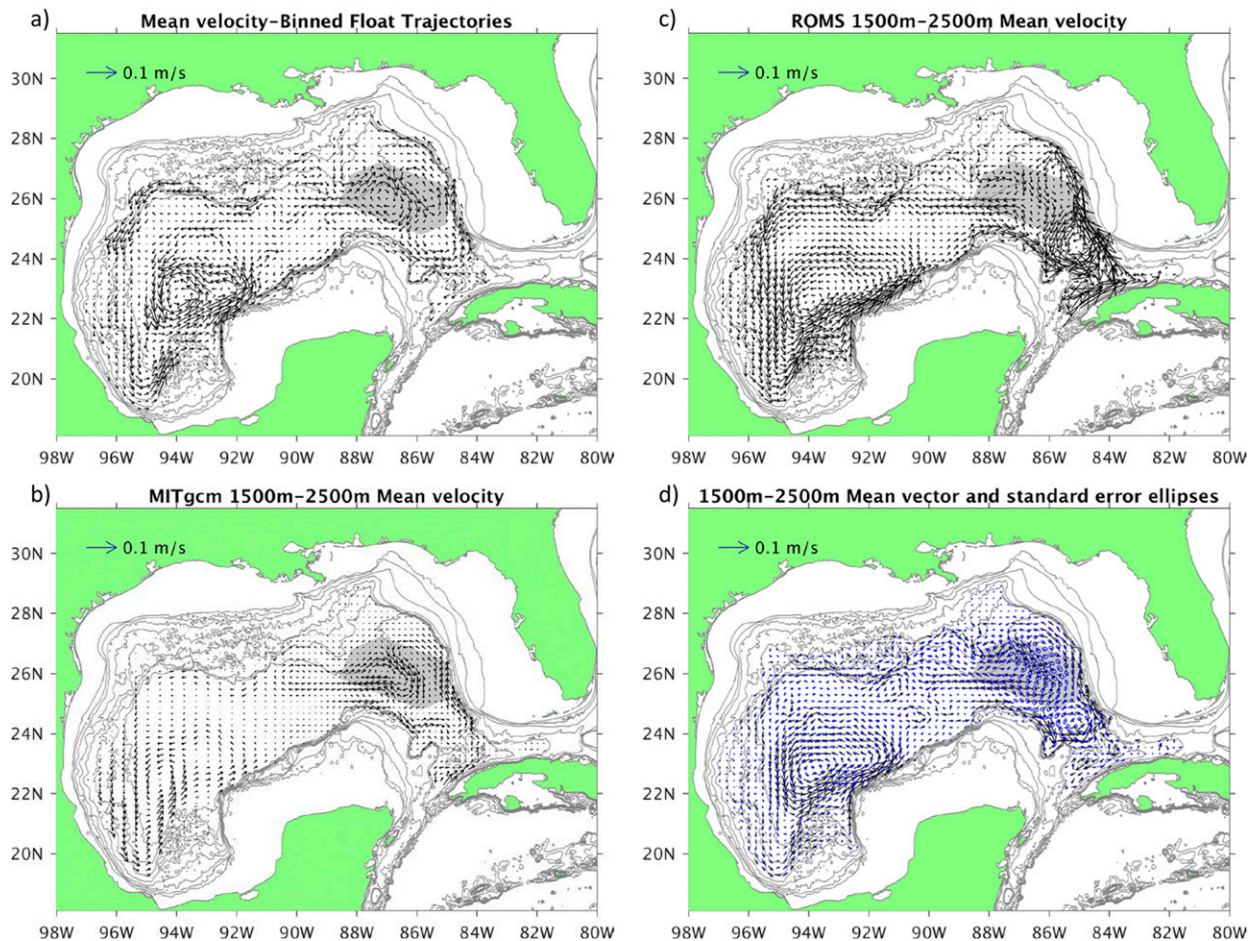 a)
Mean velocity-Binned Float Trajectories
0.1 m/s
30N
28N
26N
24N
22N
20N
98W 96W 94W 92W 90W 88W 86W 84W 82W 80W
c)
ROMS 1500m-2500m Mean velocity
0.1 m/s
30N
28N
26N
24N
22N
20N
98W 96W 94W 92W 90W 88W 86W 84W 82W 80W
b)
MITgcm 1500m-2500m Mean velocity
0.1 m/s
30N
28N
26N
24N
22N
20N
98W 96W 94W 92W 90W 88W 86W 84W 82W 80W
d)
1500m-2500m Mean vector and standard error ellipses
0.1 m/s
30N
28N
26N
24N
22N
20N
98W 96W 94W 92W 90W 88W 86W 84W 82W 80W